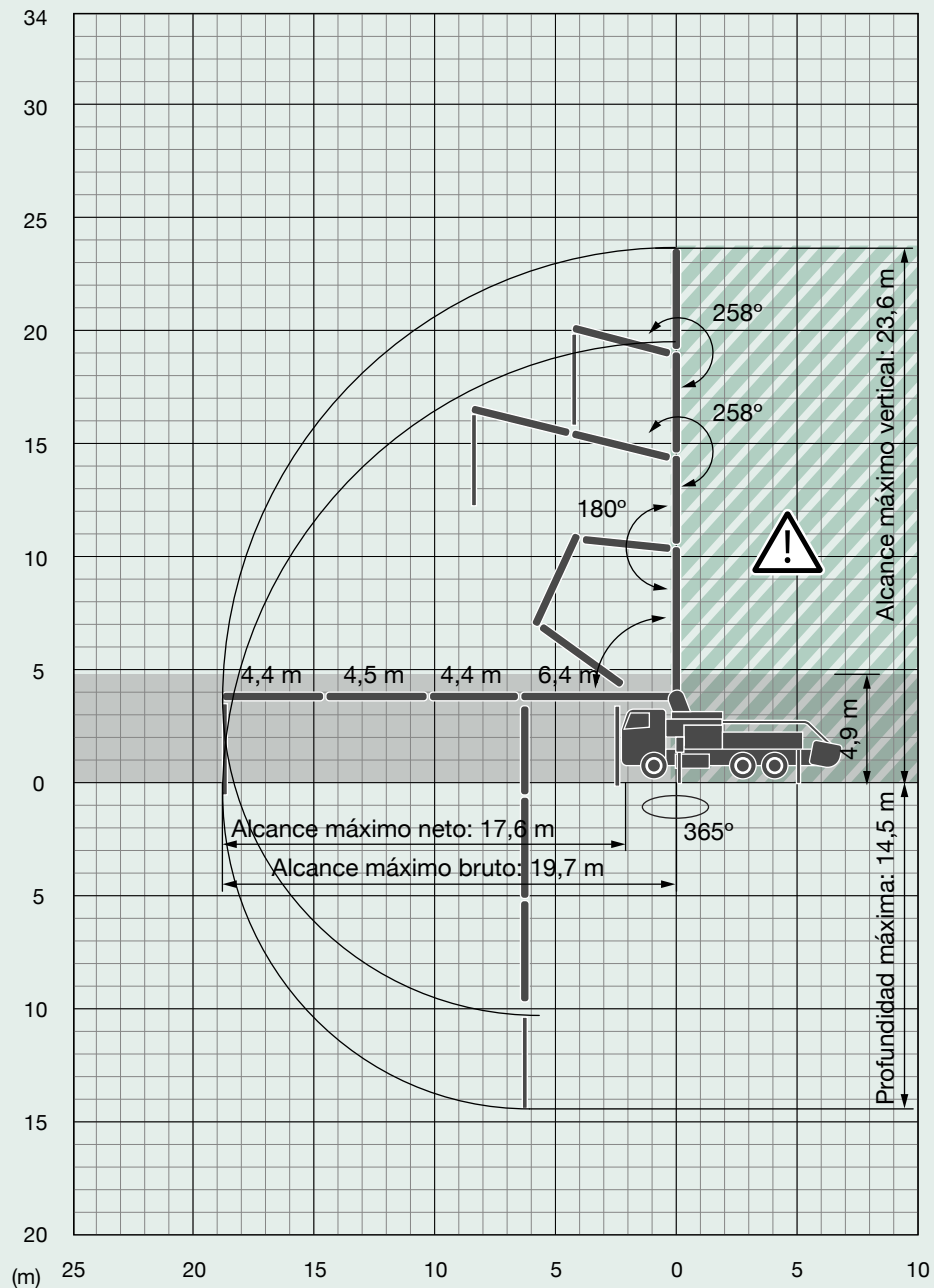 34
30
25
20
15
10
5
0
5
10
15
20
(m)
25
20
15
10
5
0
5
10
258º
258º
180º
4,4 m
4,5 m
4,4 m
6,4 m
365º
Alcance máximo neto: 17,6 m
Alcance máximo bruto: 19,7 m
Alcance máximo vertical: 23,6 m
!
4,9 m
Profundidad máxima: 14,5 m